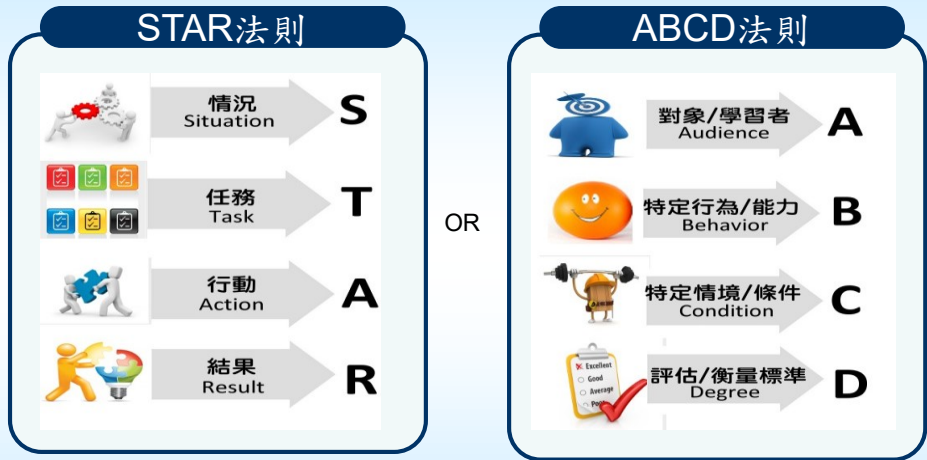 STAR法則
情況
Situation
S
任務
Task
T
行動
Action
A
結果
Result
R
OR
ABCD法則
對象/學習者
Audience
A
特定行為/能力
Behavior
B
特定情境/條件
Condition
C
Excellent
Good
Average
評估/衡量標準
Degree
D